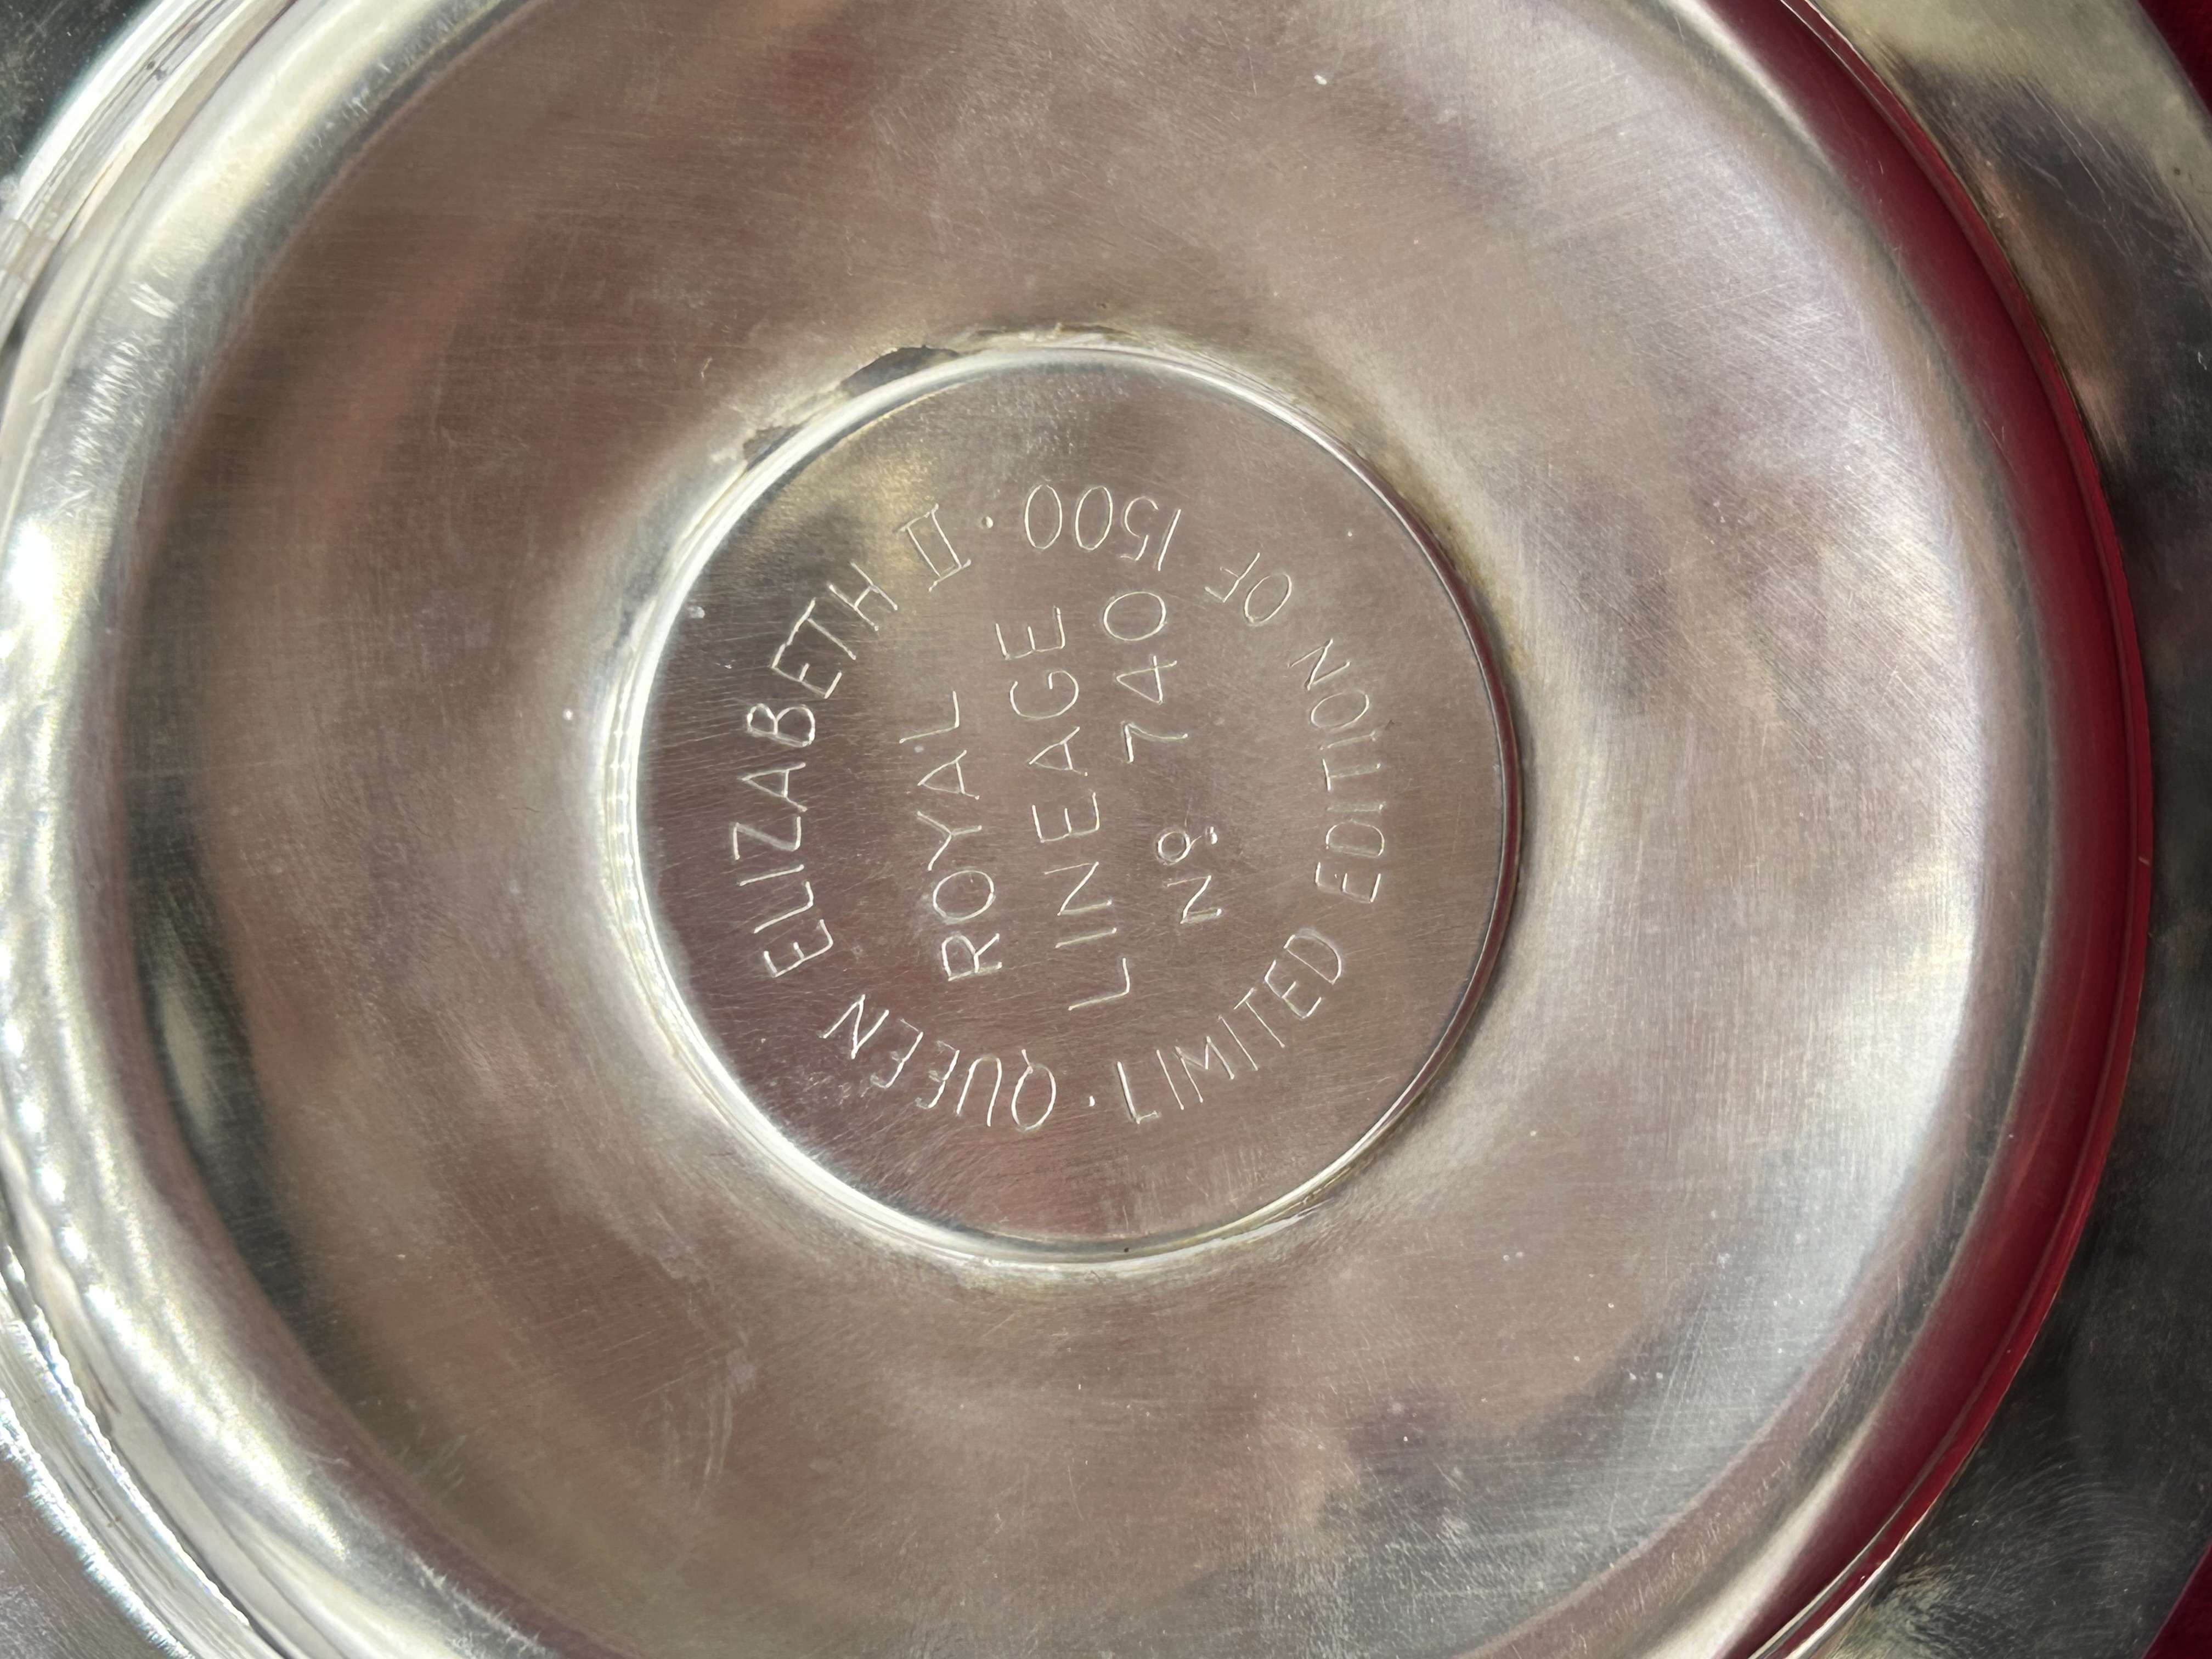 QUEEN ELIZABETH II ·
ROYAL
LINEAGE
Nº 740
· LIMITED EDITION OF 1500